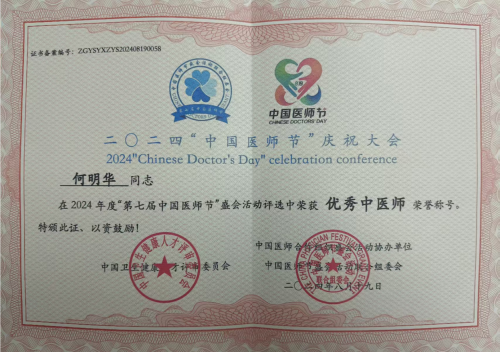 证书备案编号: ZGYSYXZYS202408190058
中国医师节
CHINESE DOCTORS' DAY
二〇二四“中国医师节”庆祝大会
2024"Chinese Doctor's Day" celebration conference
何明华 同志
在2024年度“第七届中国医师节”盛会活动评选中荣获 优秀中医师 荣誉称号。
特颁此证、以资鼓励!
中国医师
中国卫生健康人才评审委员会
活动协办单位
中国医师
组委会
二〇二四年八月十九日